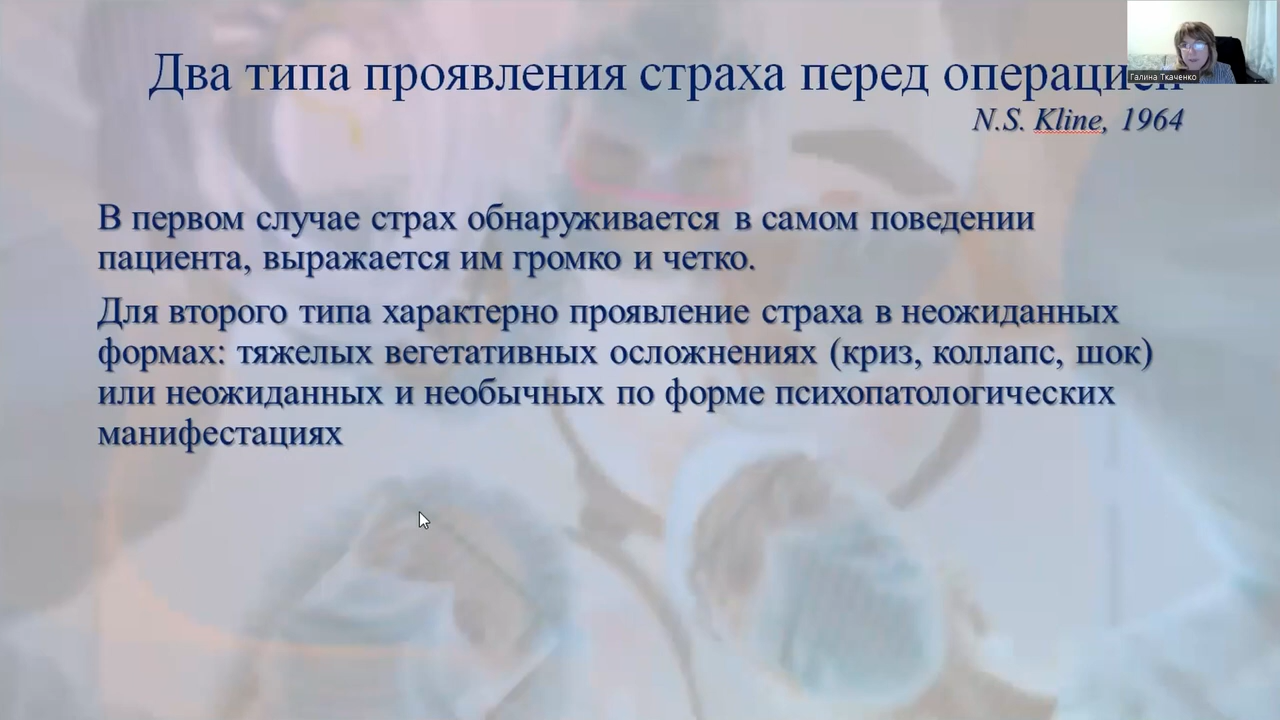 Два типа проявления страха перед операцией
Галина Ткаченко
N.S. Kline, 1964
В первом случае страх обнаруживается в самом поведении
пациента, выражается им громко и четко.
Для второго типа характерно проявление страха в неожиданных
формах: тяжелых вегетативных осложнениях (криз, коллапс, шок)
или неожиданных и необычных по форме психопатологических
манифестациях